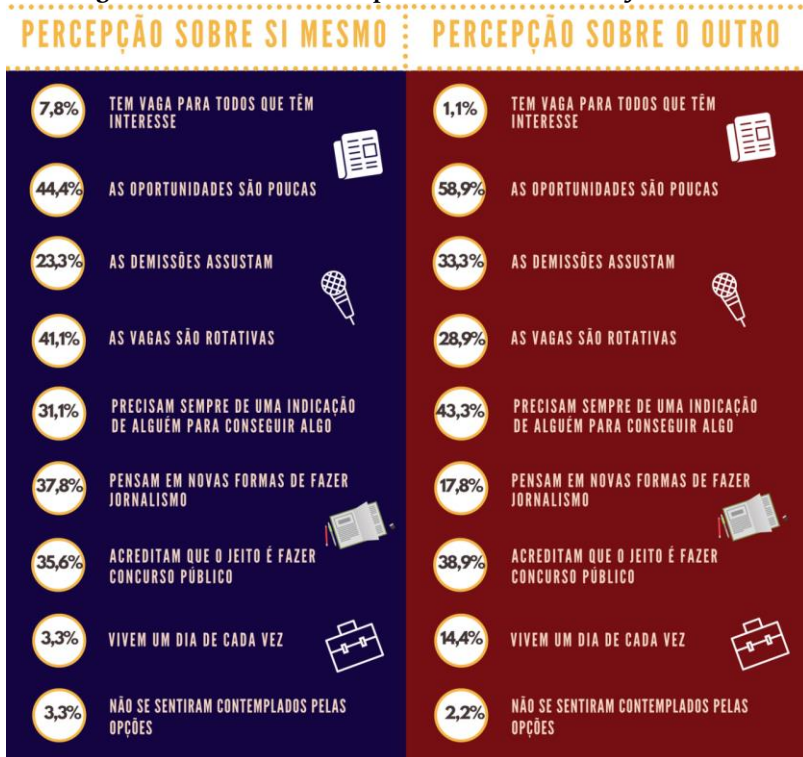 PERCEPÇÃO SOBRE SI MESMO
7,8%
TEM VAGA PARA TODOS QUE TÊM
INTERESSE
44,4%
AS OPORTUNIDADES SÃO POUCAS
23,3%
AS DEMISSÕES ASSUSTAM
41,1%
AS VAGAS SÃO ROTATIVAS
31,1%
PRECISAM SEMPRE DE UMA INDICAÇÃO
DE ALGUÉM PARA CONSEGUIR ALGO
37,8%
PENSAM EM NOVAS FORMAS DE FAZER
JORNALISMO
35,6%
ACREDITAM QUE O JEITO É FAZER
CONCURSO PÚBLICO
3,3%
VIVEM UM DIA DE CADA VEZ
3,3%
NÃO SE SENTIRAM CONTEMPLADOS PELAS
OPÇÕES
PERCEPÇÃO SOBRE O OUTRO
1,1%
TEM VAGA PARA TODOS QUE TÊM
INTERESSE
58,9%
AS OPORTUNIDADES SÃO POUCAS
33,3%
AS DEMISSÕES ASSUSTAM
28,9%
AS VAGAS SÃO ROTATIVAS
43,3%
PRECISAM SEMPRE DE UMA INDICAÇÃO
DE ALGUÉM PARA CONSEGUIR ALGO
17,8%
PENSAM EM NOVAS FORMAS DE FAZER
JORNALISMO
38,9%
ACREDITAM QUE O JEITO É FAZER
CONCURSO PÚBLICO
14,4%
VIVEM UM DIA DE CADA VEZ
2,2%
NÃO SE SENTIRAM CONTEMPLADOS PELAS
OPÇÕES